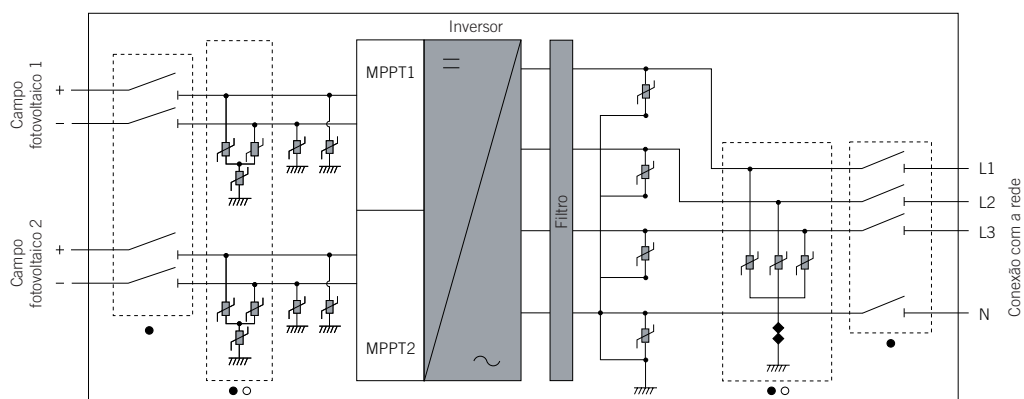 Inversor
Campo
fotovoltaico 1
+
−
MPPT1
Campo
fotovoltaico 2
+
−
MPPT2
Filtro
L1
L2
L3
N
Conexão com a rede